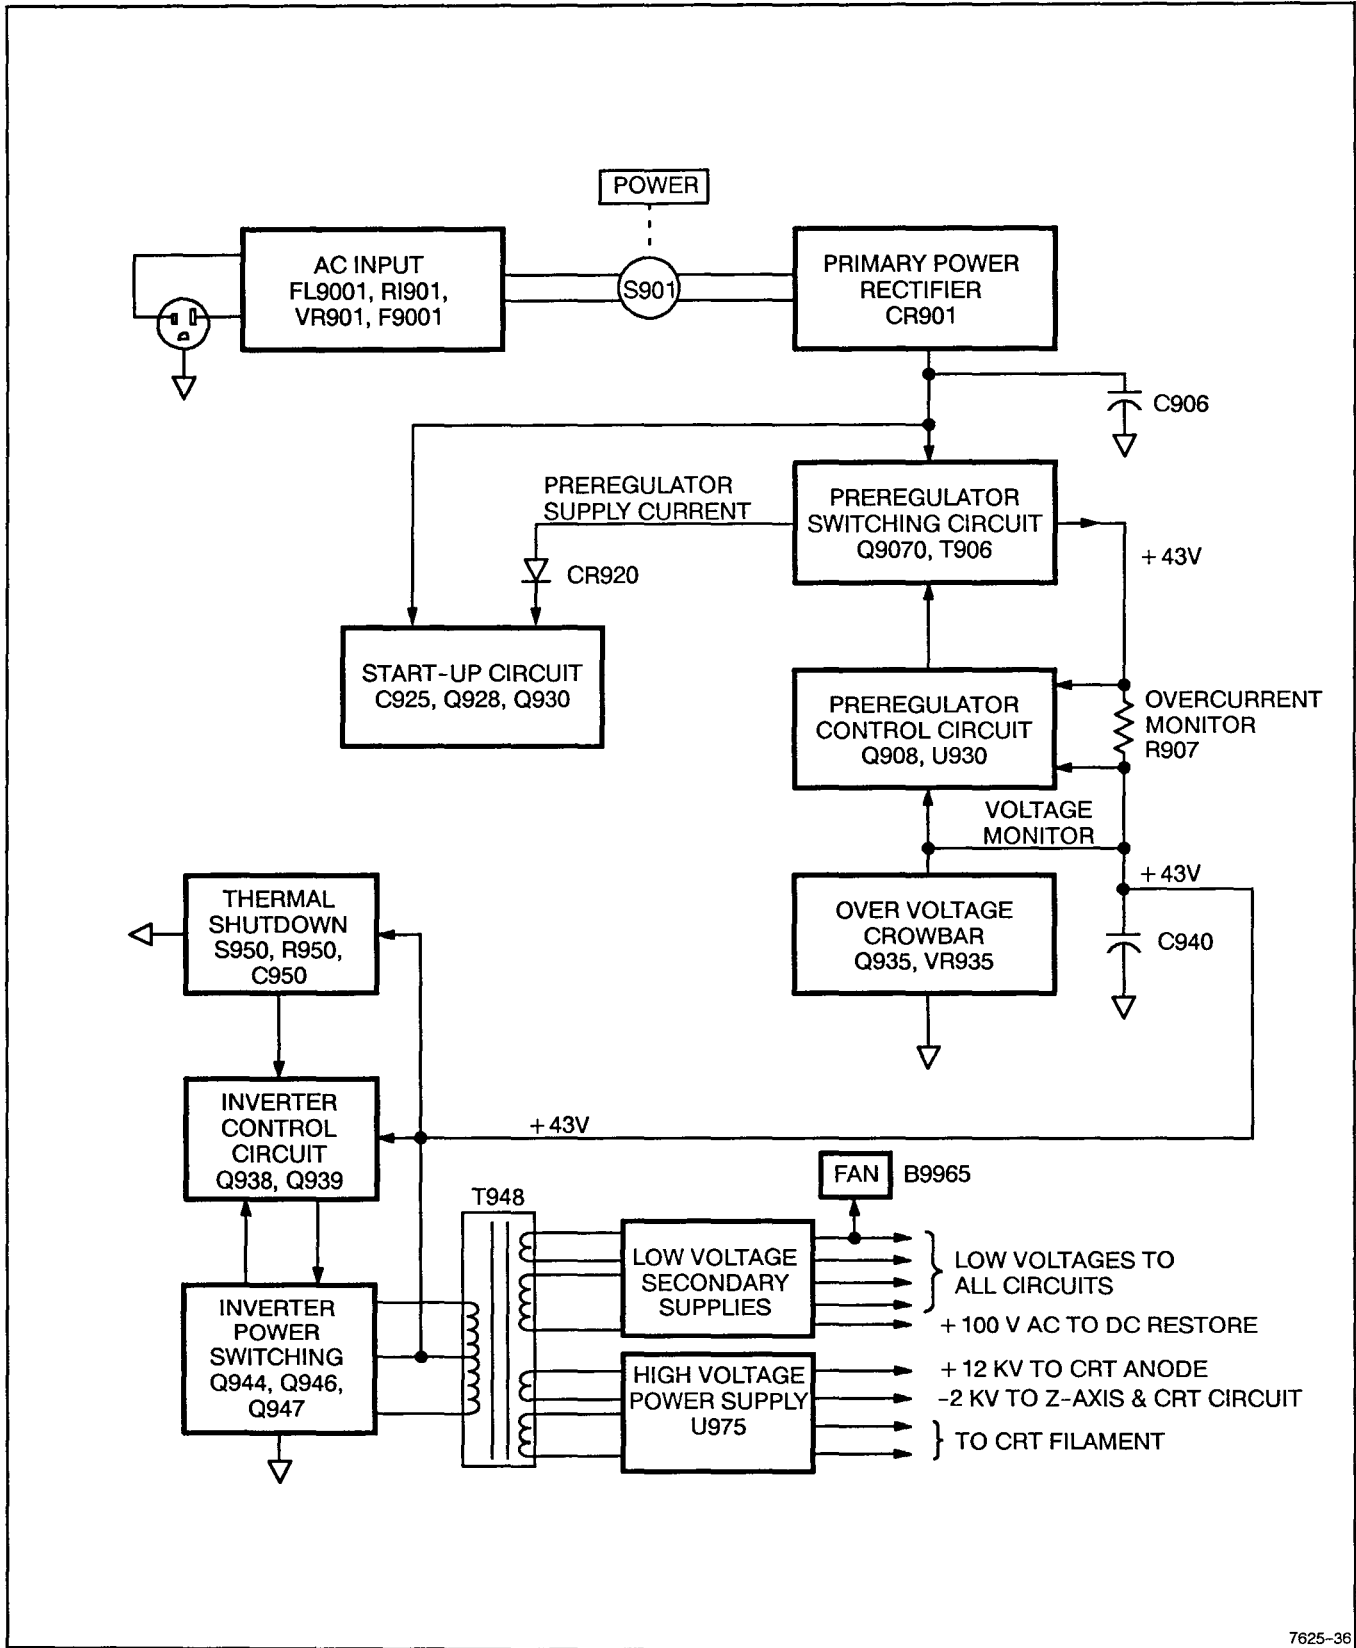 POWER
AC INPUT
FL9001, RI901,
VR901, F9001
S901
PRIMARY POWER
RECTIFIER
CR901
C906
PREREGULATOR
SUPPLY CURRENT
CR920
PREREGULATOR
SWITCHING CIRCUIT
Q9070, T906
+43V
START-UP CIRCUIT
C925, Q928, Q930
PREREGULATOR
CONTROL CIRCUIT
Q908, U930
OVERCURRENT
MONITOR
R907
VOLTAGE
MONITOR
+43V
THERMAL
SHUTDOWN
S950, R950,
C950
OVER VOLTAGE
CROWBAR
Q935, VR935
C940
INVERTER
CONTROL
CIRCUIT
Q938, Q939
+43V
FAN
B9965
T948
LOW VOLTAGE
SECONDARY
SUPPLIES
LOW VOLTAGES TO
ALL CIRCUITS
+100 V AC TO DC RESTORE
INVERTER
POWER
SWITCHING
Q944, Q946,
Q947
HIGH VOLTAGE
POWER SUPPLY
U975
+12 KV TO CRT ANODE
-2 KV TO Z-AXIS & CRT CIRCUIT
TO CRT FILAMENT
7625-36